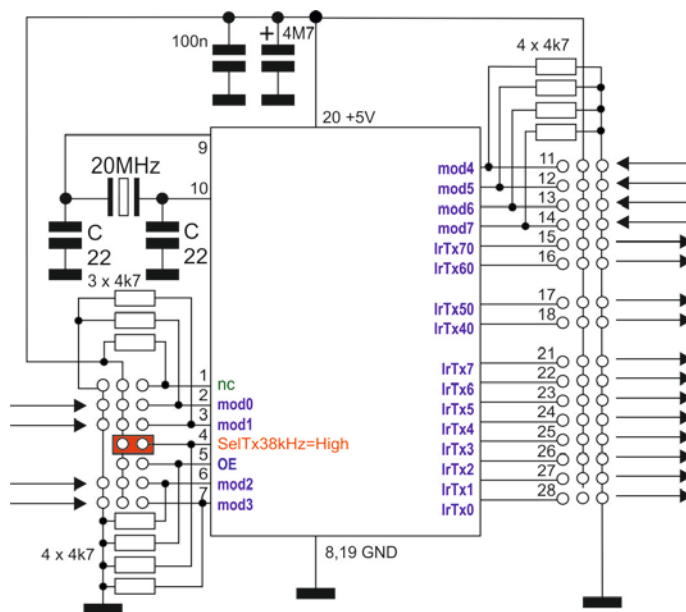 100n
+
4M7
4 x 4k7
20 +5V
9
20MHz
10
C
22
C
22
3 x 4k7
mod4 11
mod5 12
mod6 13
mod7 14
IrTx70 15
IrTx60 16
IrTx50 17
IrTx40 18
IrTx7 21
IrTx6 22
IrTx5 23
IrTx4 24
IrTx3 25
IrTx2 26
IrTx1 27
IrTx0 28
1 nc
2 mod0
3 mod1
4 SelTx38kHz=High
5 OE
6 mod2
7 mod3
4 x 4k7
8,19 GND